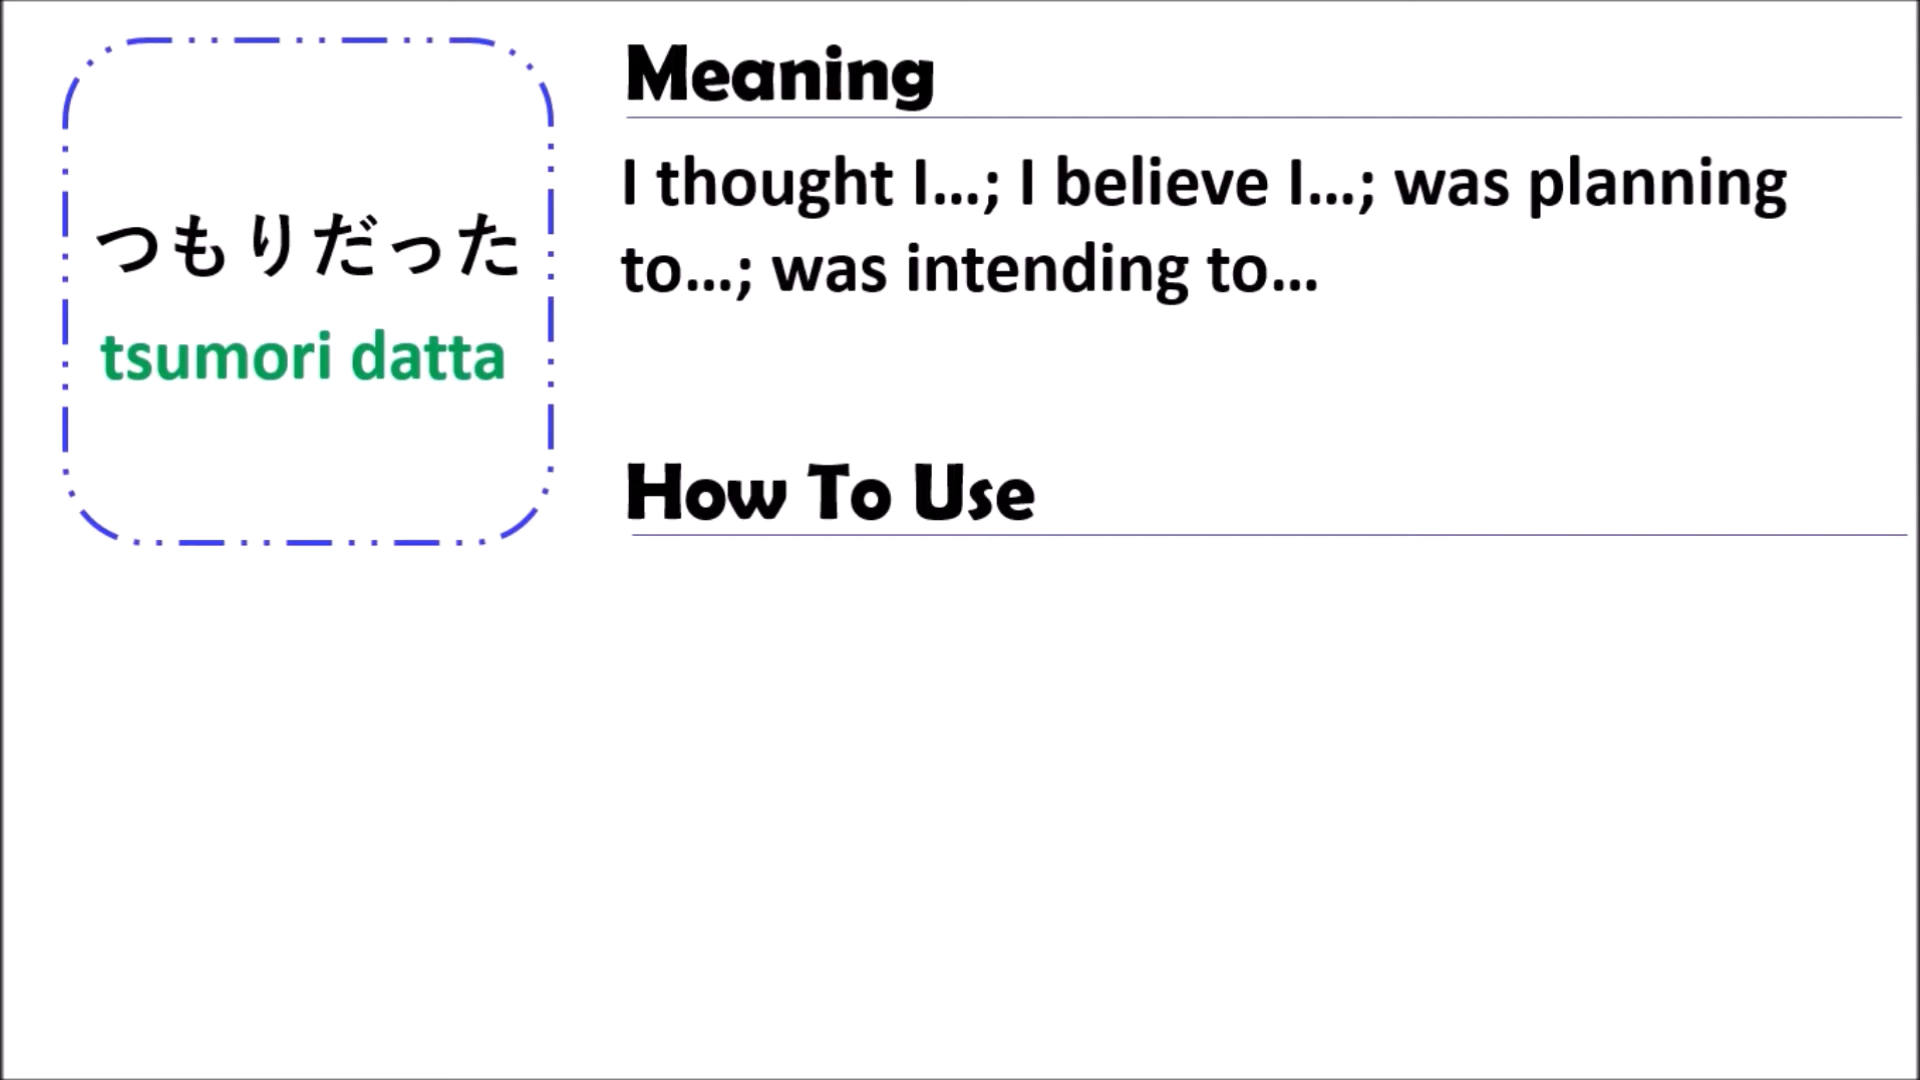 つもりだった
tsumori datta
Meaning
I thought I...; I believe I...; was planning
to...; was intending to...
How To Use